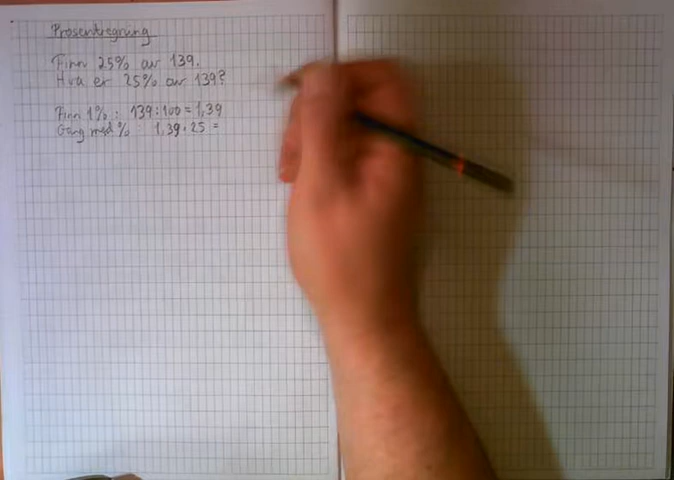 Prosentregning
Finn 25% av 139.
Hva er 25% av 139?
Finn 1% : 139:100 = 1,39
Gang med % : 1,39 · 25 =